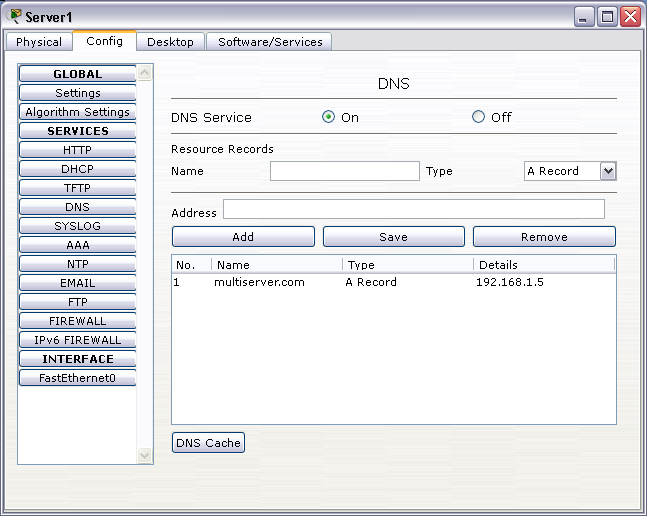 Server1
Physical Config Desktop Software/Services
GLOBAL
Settings
Algorithm Settings
SERVICES
HTTP
DHCP
TFTP
DNS
SYSLOG
AAA
NTP
EMAIL
FTP
FIREWALL
IPv6 FIREWALL
INTERFACE
FastEthernet0
DNS
DNS Service On Off
Resource Records
Name Type A Record
Address
Add Save Remove
No. Name Type Details
1 multiserver.com A Record 192.168.1.5
DNS Cache